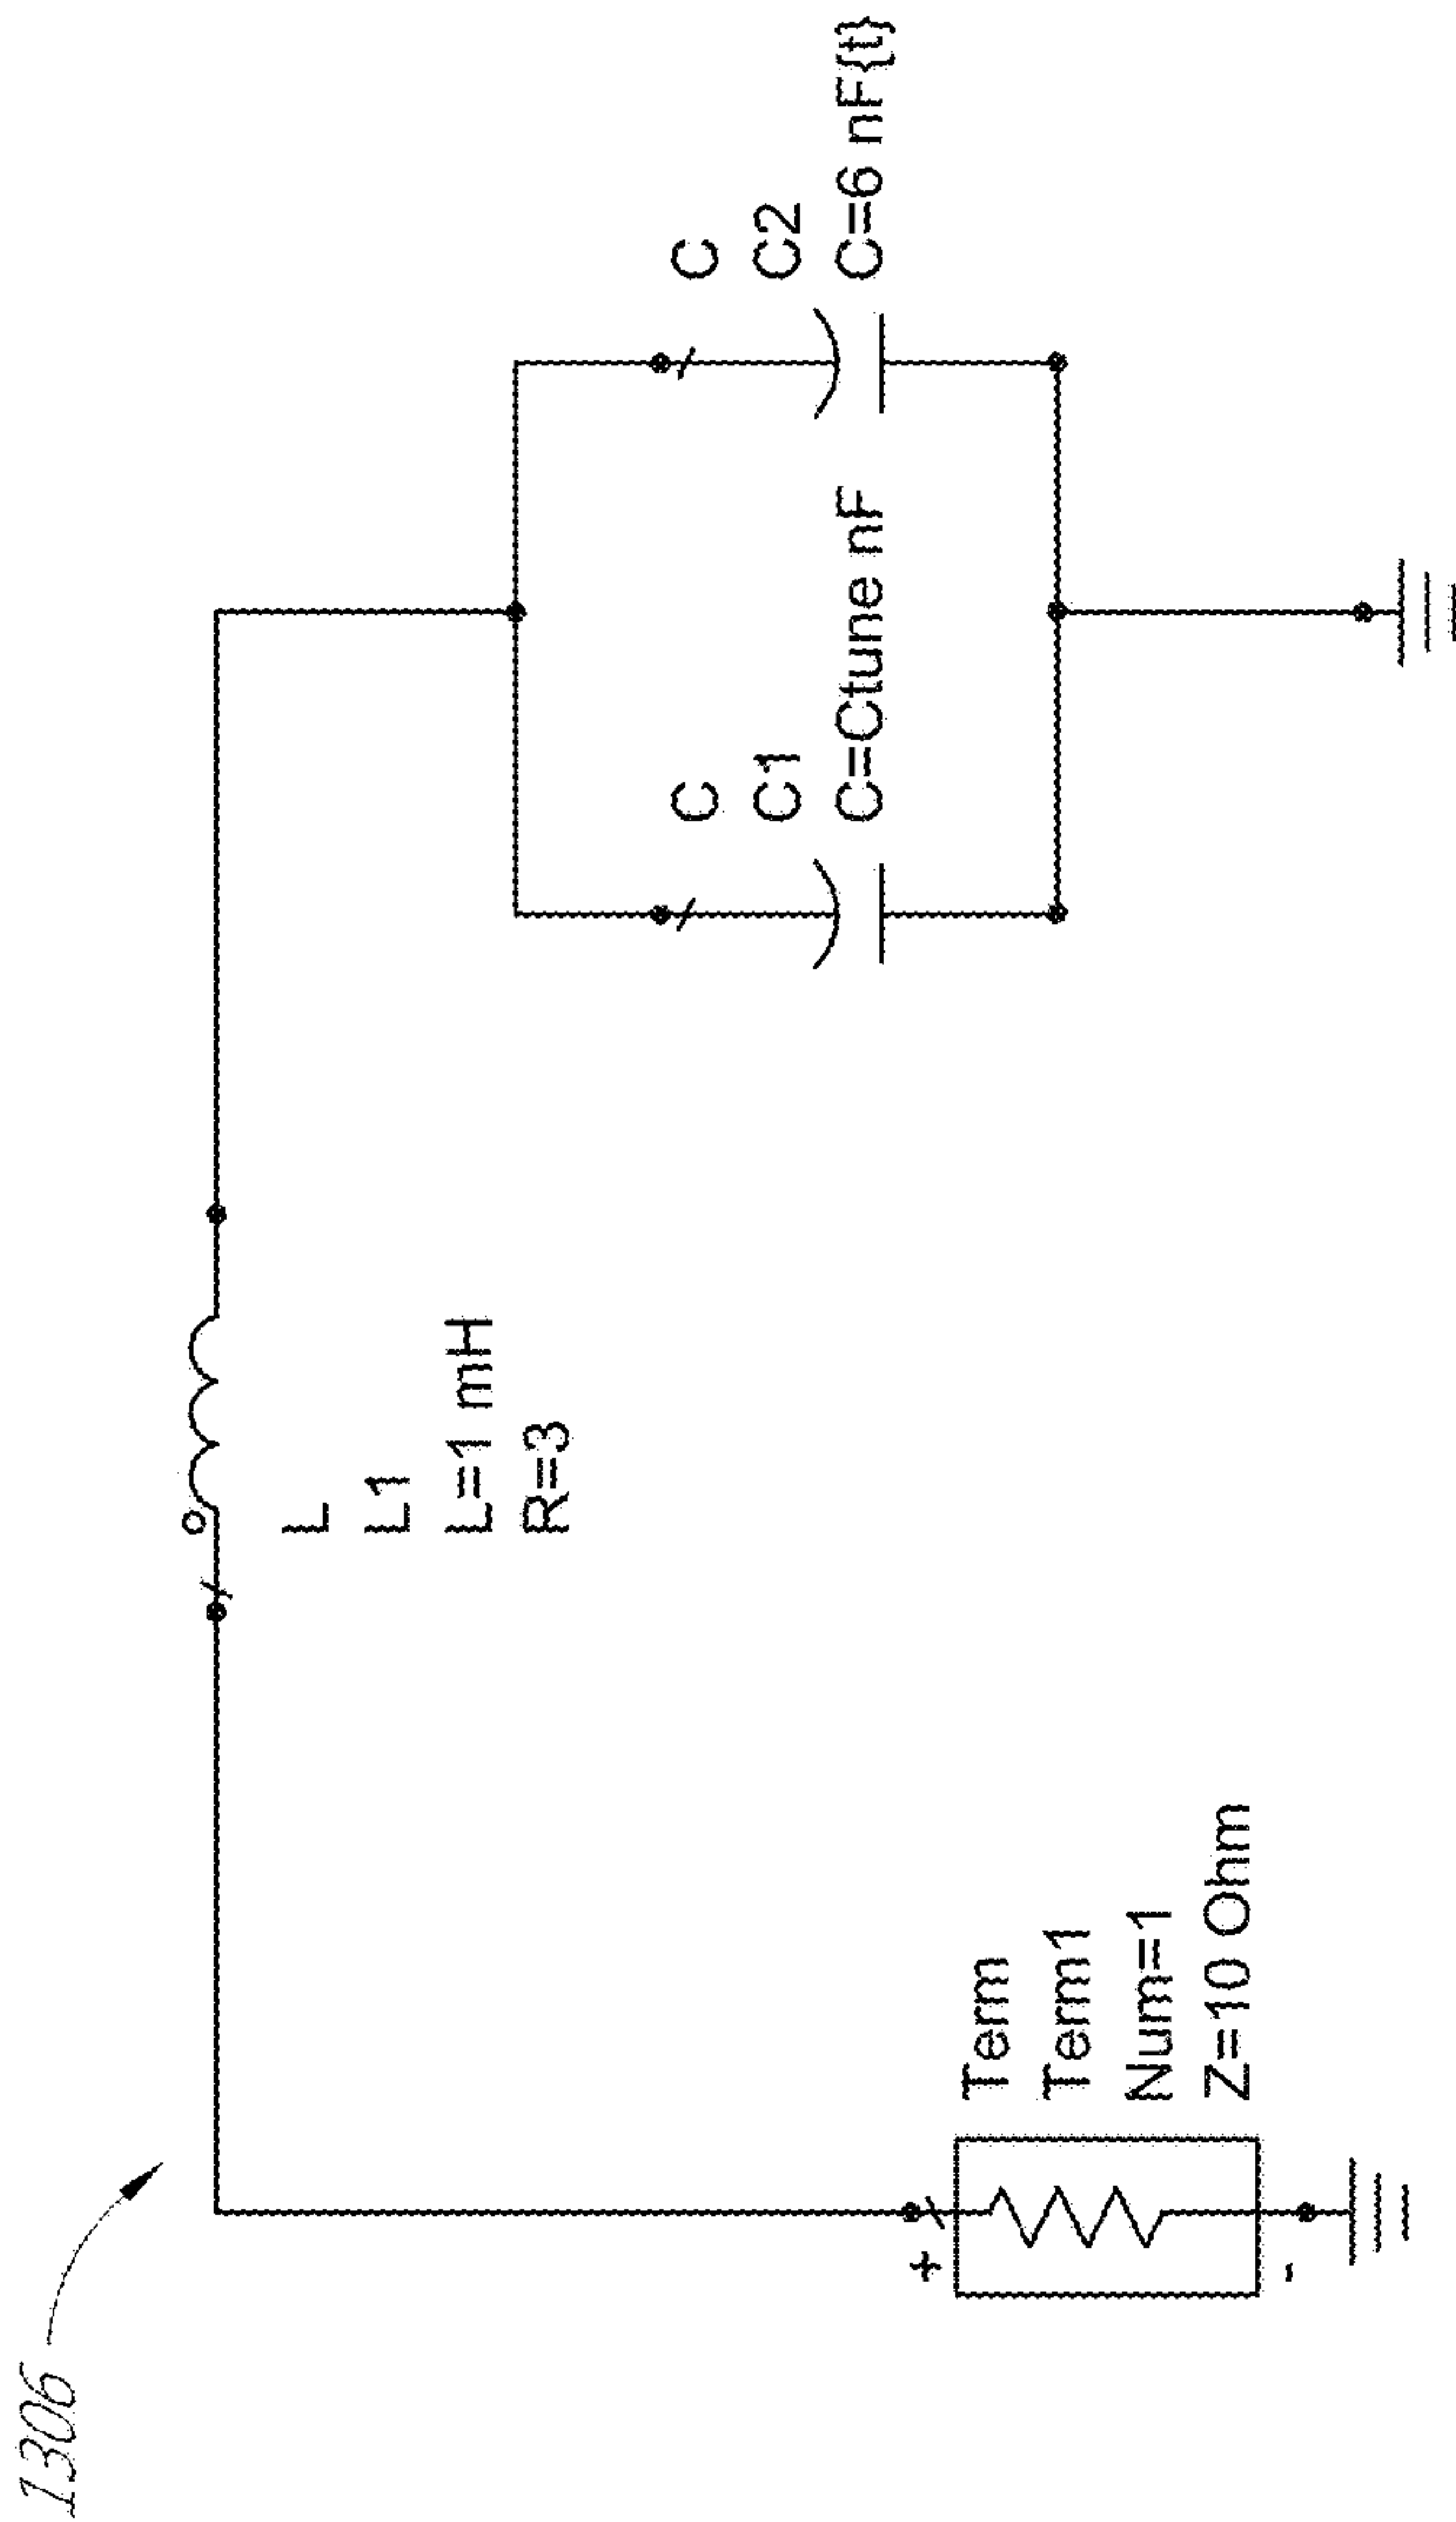 1306
Term
Term1
Num=1
Z=10 Ohm
+
-
L
L1
L=1 mH
R=3
C
C1
C=Ctune nF
C
C2
C=6 nF{t}